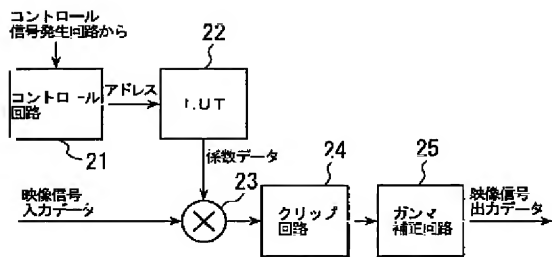 コントロール
信号発生回路から
22
コントロール
回路
アドレス
LUT
21
係数データ
24
25
映像信号
入力データ
23
クリップ
回路
ガンマ
補正回路
映像信号
出力データ